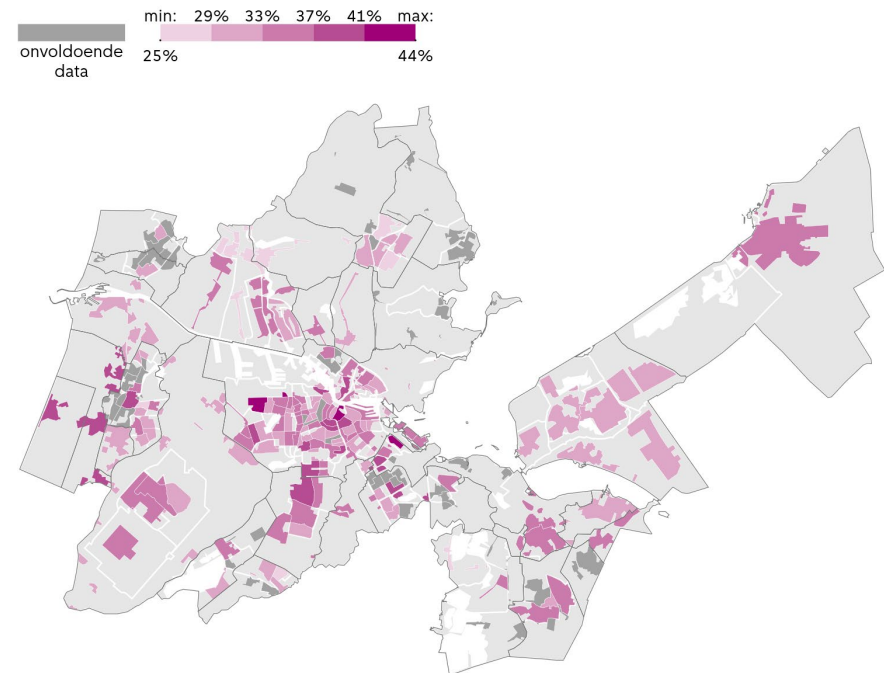 min: 29% 33% 37% 41% max:
onvoldoende
data
25% 44%